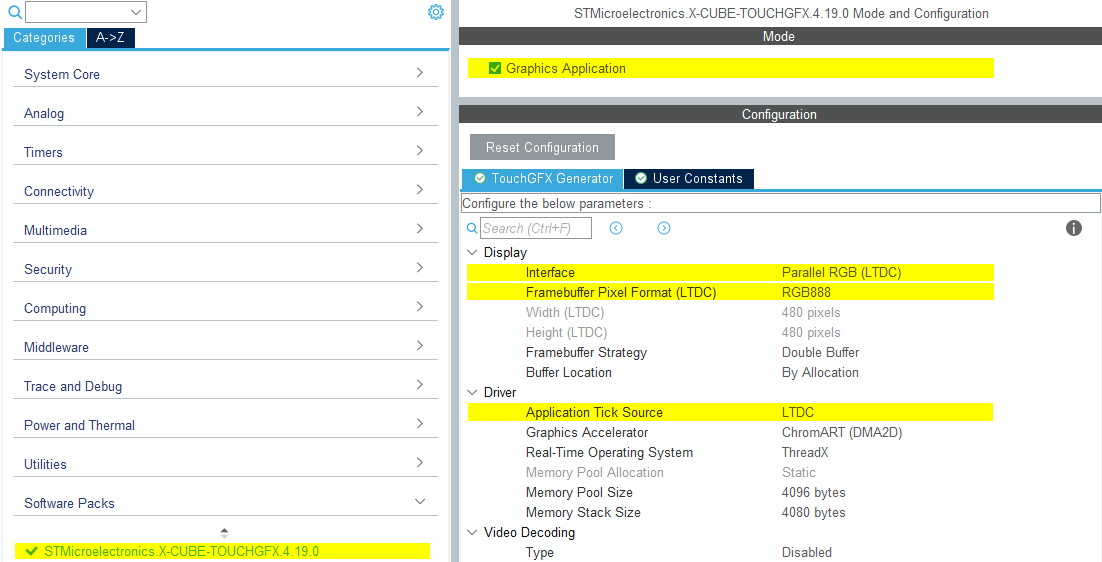 Categories
A->Z
System Core
Analog
Timers
Connectivity
Multimedia
Security
Computing
Middleware
Trace and Debug
Power and Thermal
Utilities
Software Packs
STMicroelectronics.X-CUBE-TOUCHGFX.4.19.0
STMicroelectronics.X-CUBE-TOUCHGFX.4.19.0 Mode and Configuration
Mode
Graphics Application
Configuration
Reset Configuration
TouchGFX Generator User Constants
Configure the below parameters :
Search (Ctrl+F)
Display
Interface Parallel RGB (LTDC)
Framebuffer Pixel Format (LTDC) RGB888
Width (LTDC) 480 pixels
Height (LTDC) 480 pixels
Framebuffer Strategy Double Buffer
Buffer Location By Allocation
Driver
Application Tick Source LTDC
Graphics Accelerator ChromART (DMA2D)
Real-Time Operating System ThreadX
Memory Pool Allocation Static
Memory Pool Size 4096 bytes
Memory Stack Size 4080 bytes
Video Decoding
Type Disabled